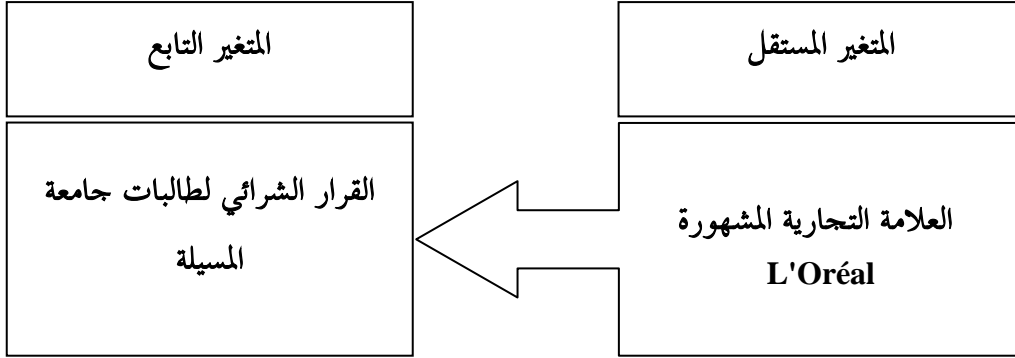 المتغير المستقل
المتغير التابع
العلامة التجارية المشهورة
L'Oréal
القرار الشرائي لطالبات جامعة
المسيلة